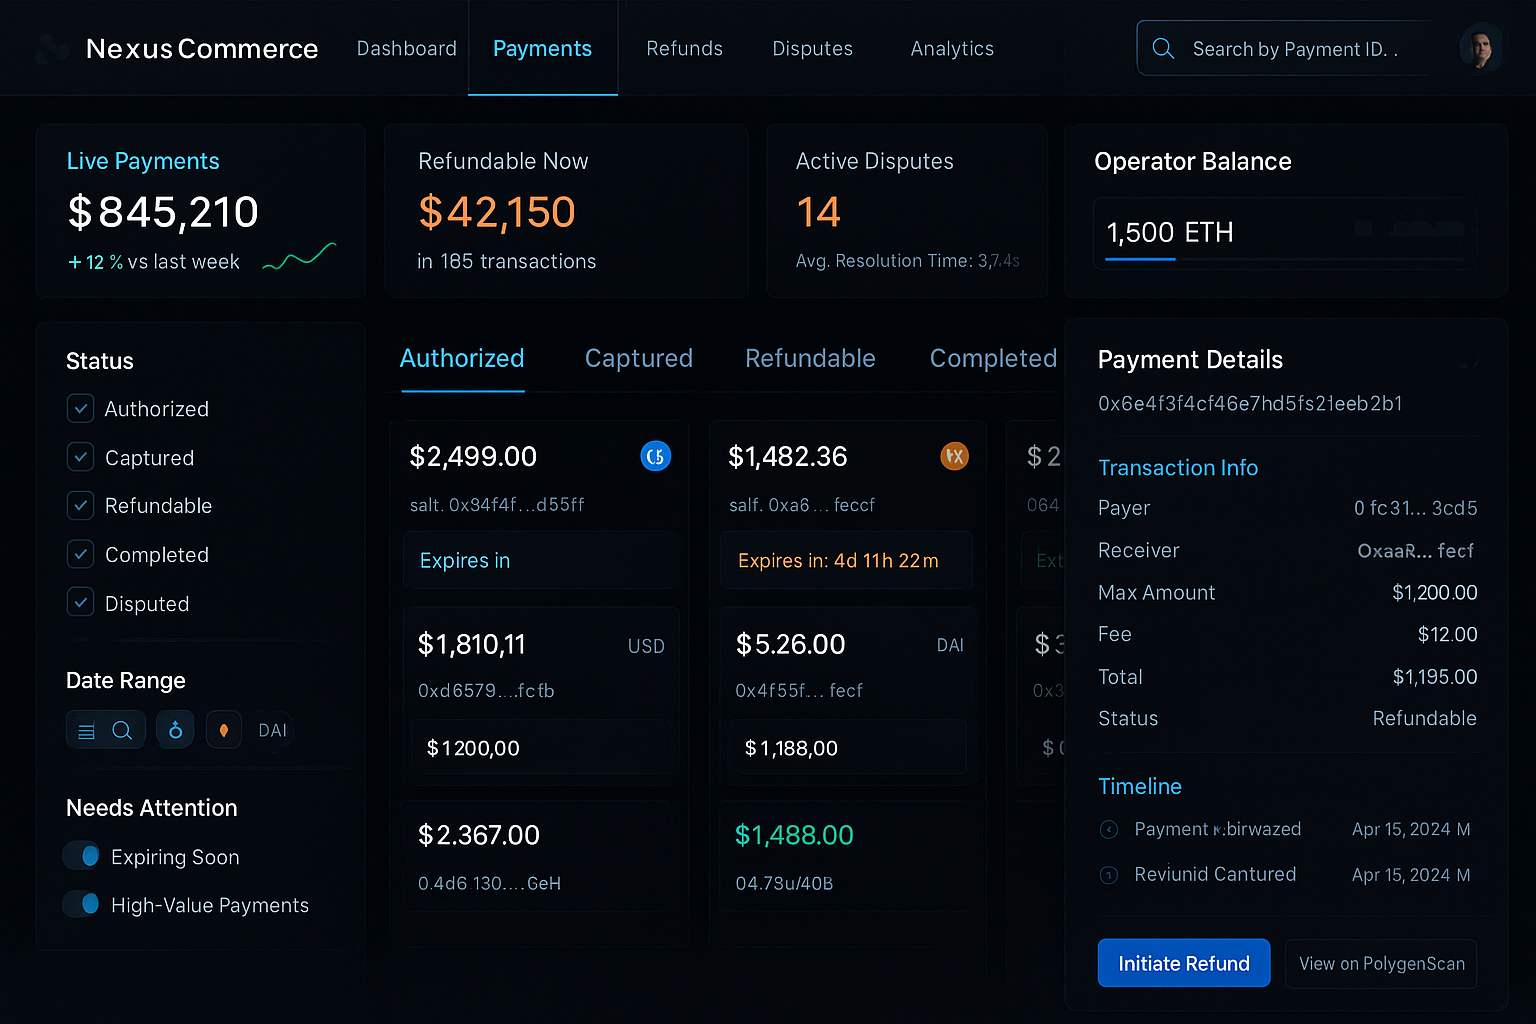 Nexus Commerce
Dashboard
Payments
Refunds
Disputes
Analytics
Search by Payment ID. .
Live Payments
$845,210
+12 % vs last week
Refundable Now
$42,150
in 185 transactions
Active Disputes
14
Avg. Resolution Time: 3,7.4s
Operator Balance
1,500 ETH
Status
Authorized
Captured
Refundable
Completed
Disputed
Date Range
DAI
Needs Attention
Expiring Soon
High-Value Payments
Authorized
Captured
Refundable
Completed
$2,499.00
salt. 0x34f4f...d55ff
Expires in
$1,810,11
USD
0xd6579....fcfb
$1200,00
$2.367.00
0.4d6 130....GeH
$1,482.36
salf. 0xa6... feccf
Expires in: 4d 11h 22m
$5.26.00
DAI
0x4f55f... fecf
$1,188,00
$1,488.00
04.73u/40B
$2
064
Ext
$3
0x3
$0
Payment Details
0x6e4f3f4cf46e7hd5fs21eeb2b1
Transaction Info
Payer
0 fc31... 3cd5
Receiver
OxaaR... fecf
Max Amount
$1,200.00
Fee
$12.00
Total
$1,195.00
Status
Refundable
Timeline
Payment
Apr 15, 2024 M
Reviunid Cantured
Apr 15, 2024 M
Initiate Refund
View on PolygenScan